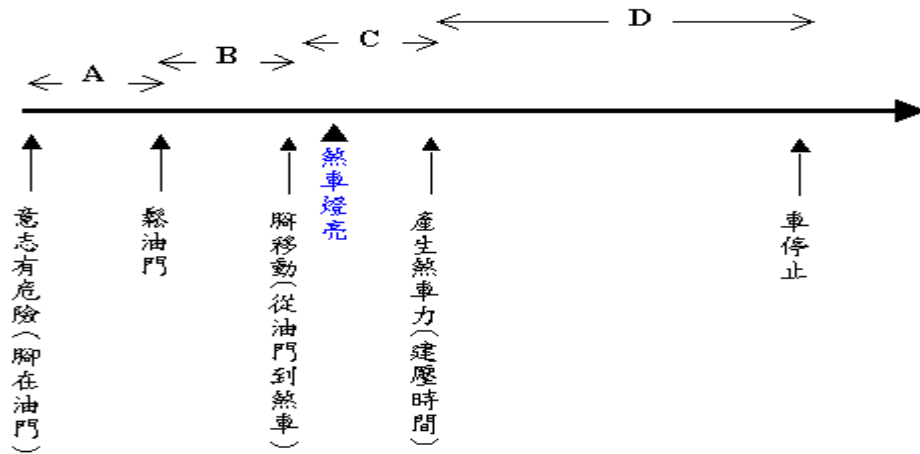 D
C
B
A
意志有危險(腳在油門)
鬆油門
腳移動(從油門到煞車)
煞車燈亮
產生煞車力(建壓時間)
車停止